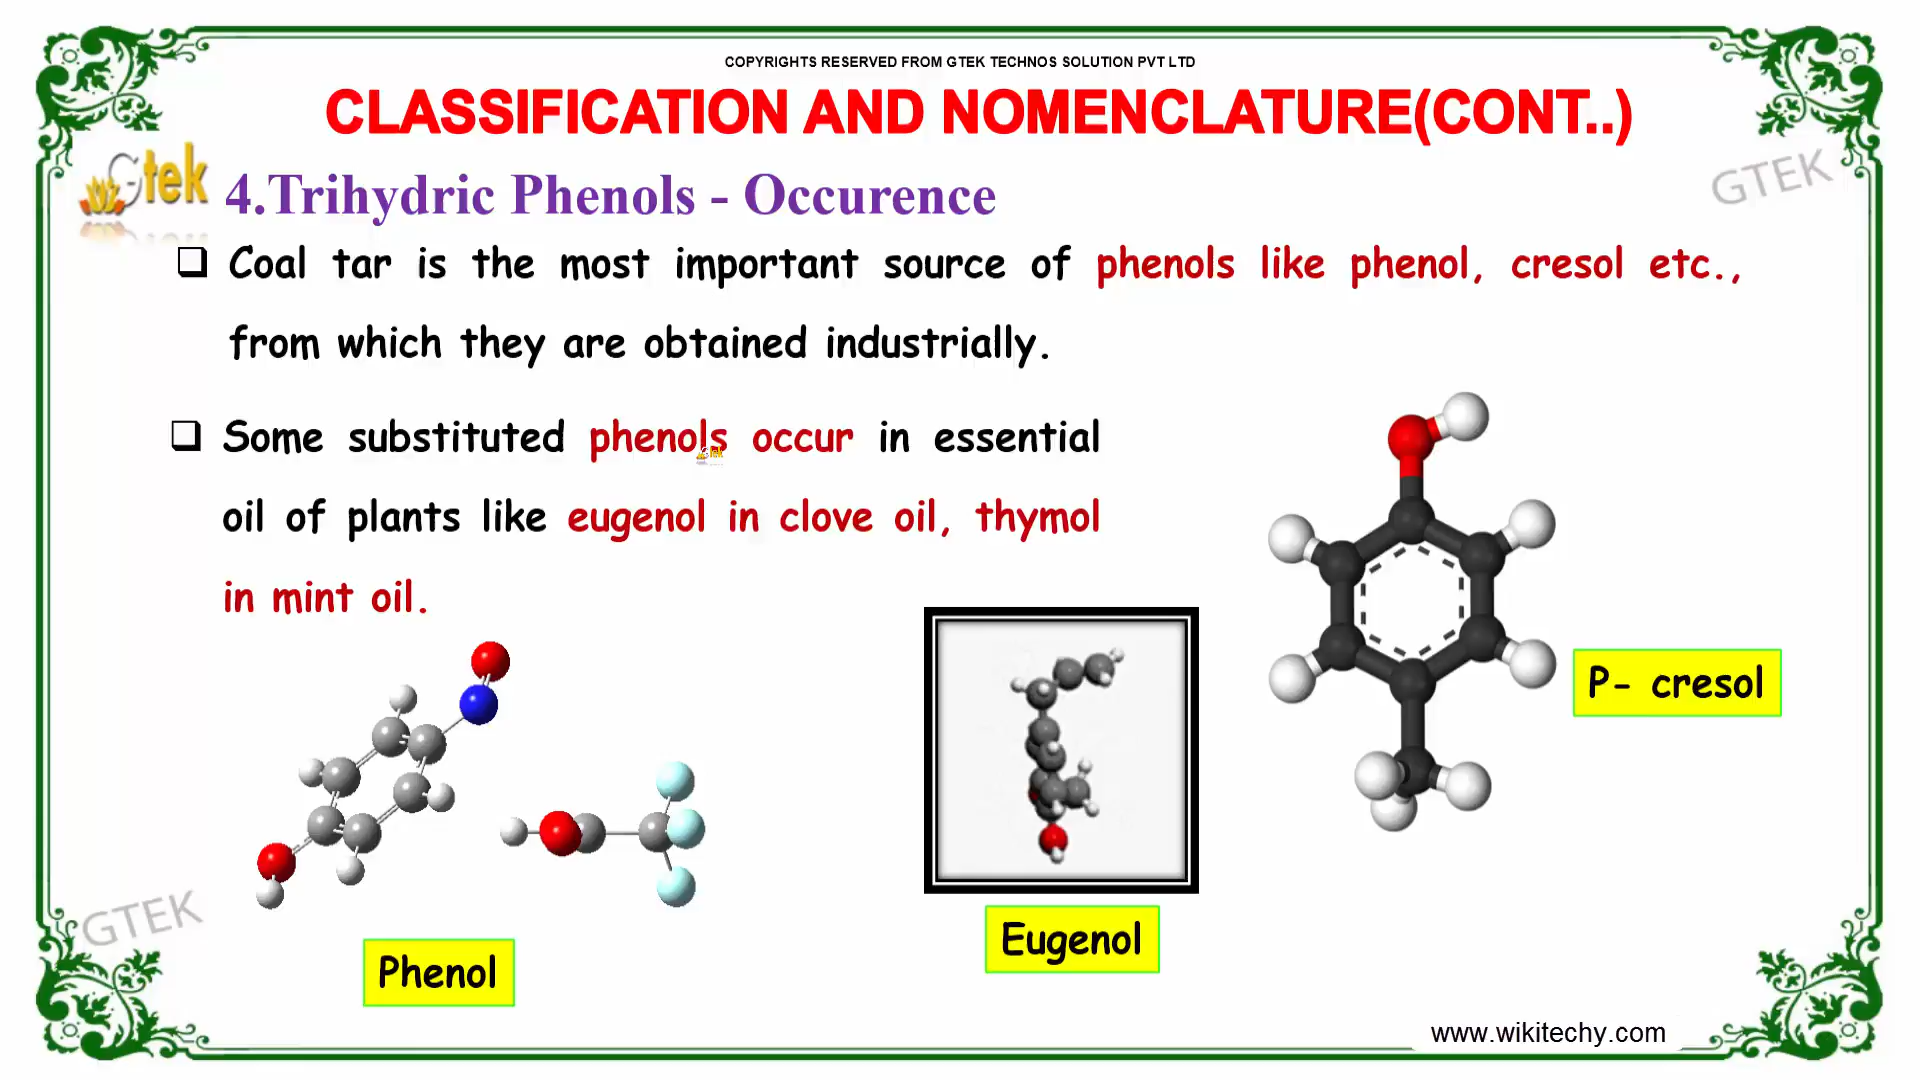 COPYRIGHTS RESERVED FROM GTEK TECHNOS SOLUTION PVT LTD
CLASSIFICATION AND NOMENCLATURE(CONT..)
Gtek
GTEK
4.Trihydric Phenols - Occurence
❑ Coal tar is the most important source of phenols like phenol, cresol etc.,
from which they are obtained industrially.
❑ Some substituted phenols occur in essential
oil of plants like eugenol in clove oil, thymol
in mint oil.
P- cresol
GTEK
Eugenol
Phenol
www.wikitechy.com